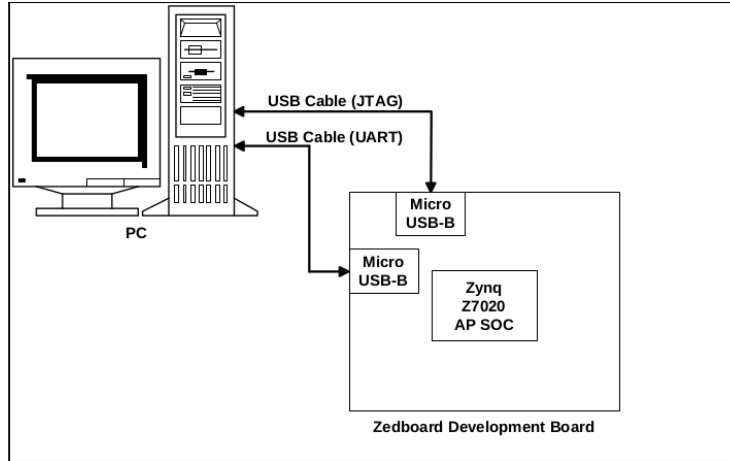 USB Cable (JTAG)
USB Cable (UART)
PC
Micro
USB-B
Micro
USB-B
Zynq
Z7020
AP SOC
Zedboard Development Board